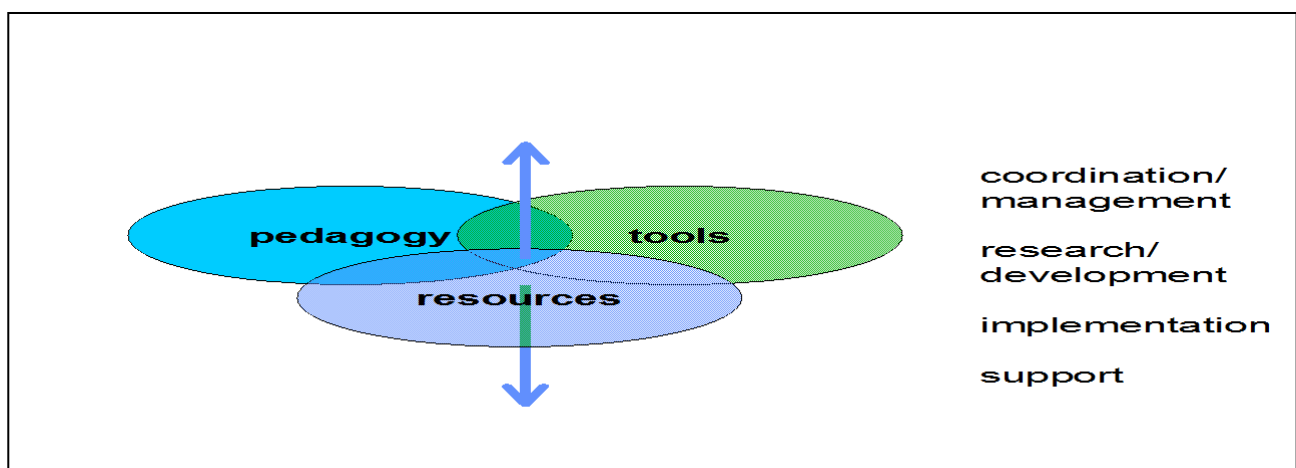 pedagogy
tools
resources
coordination/
management
research/
development
implementation
support